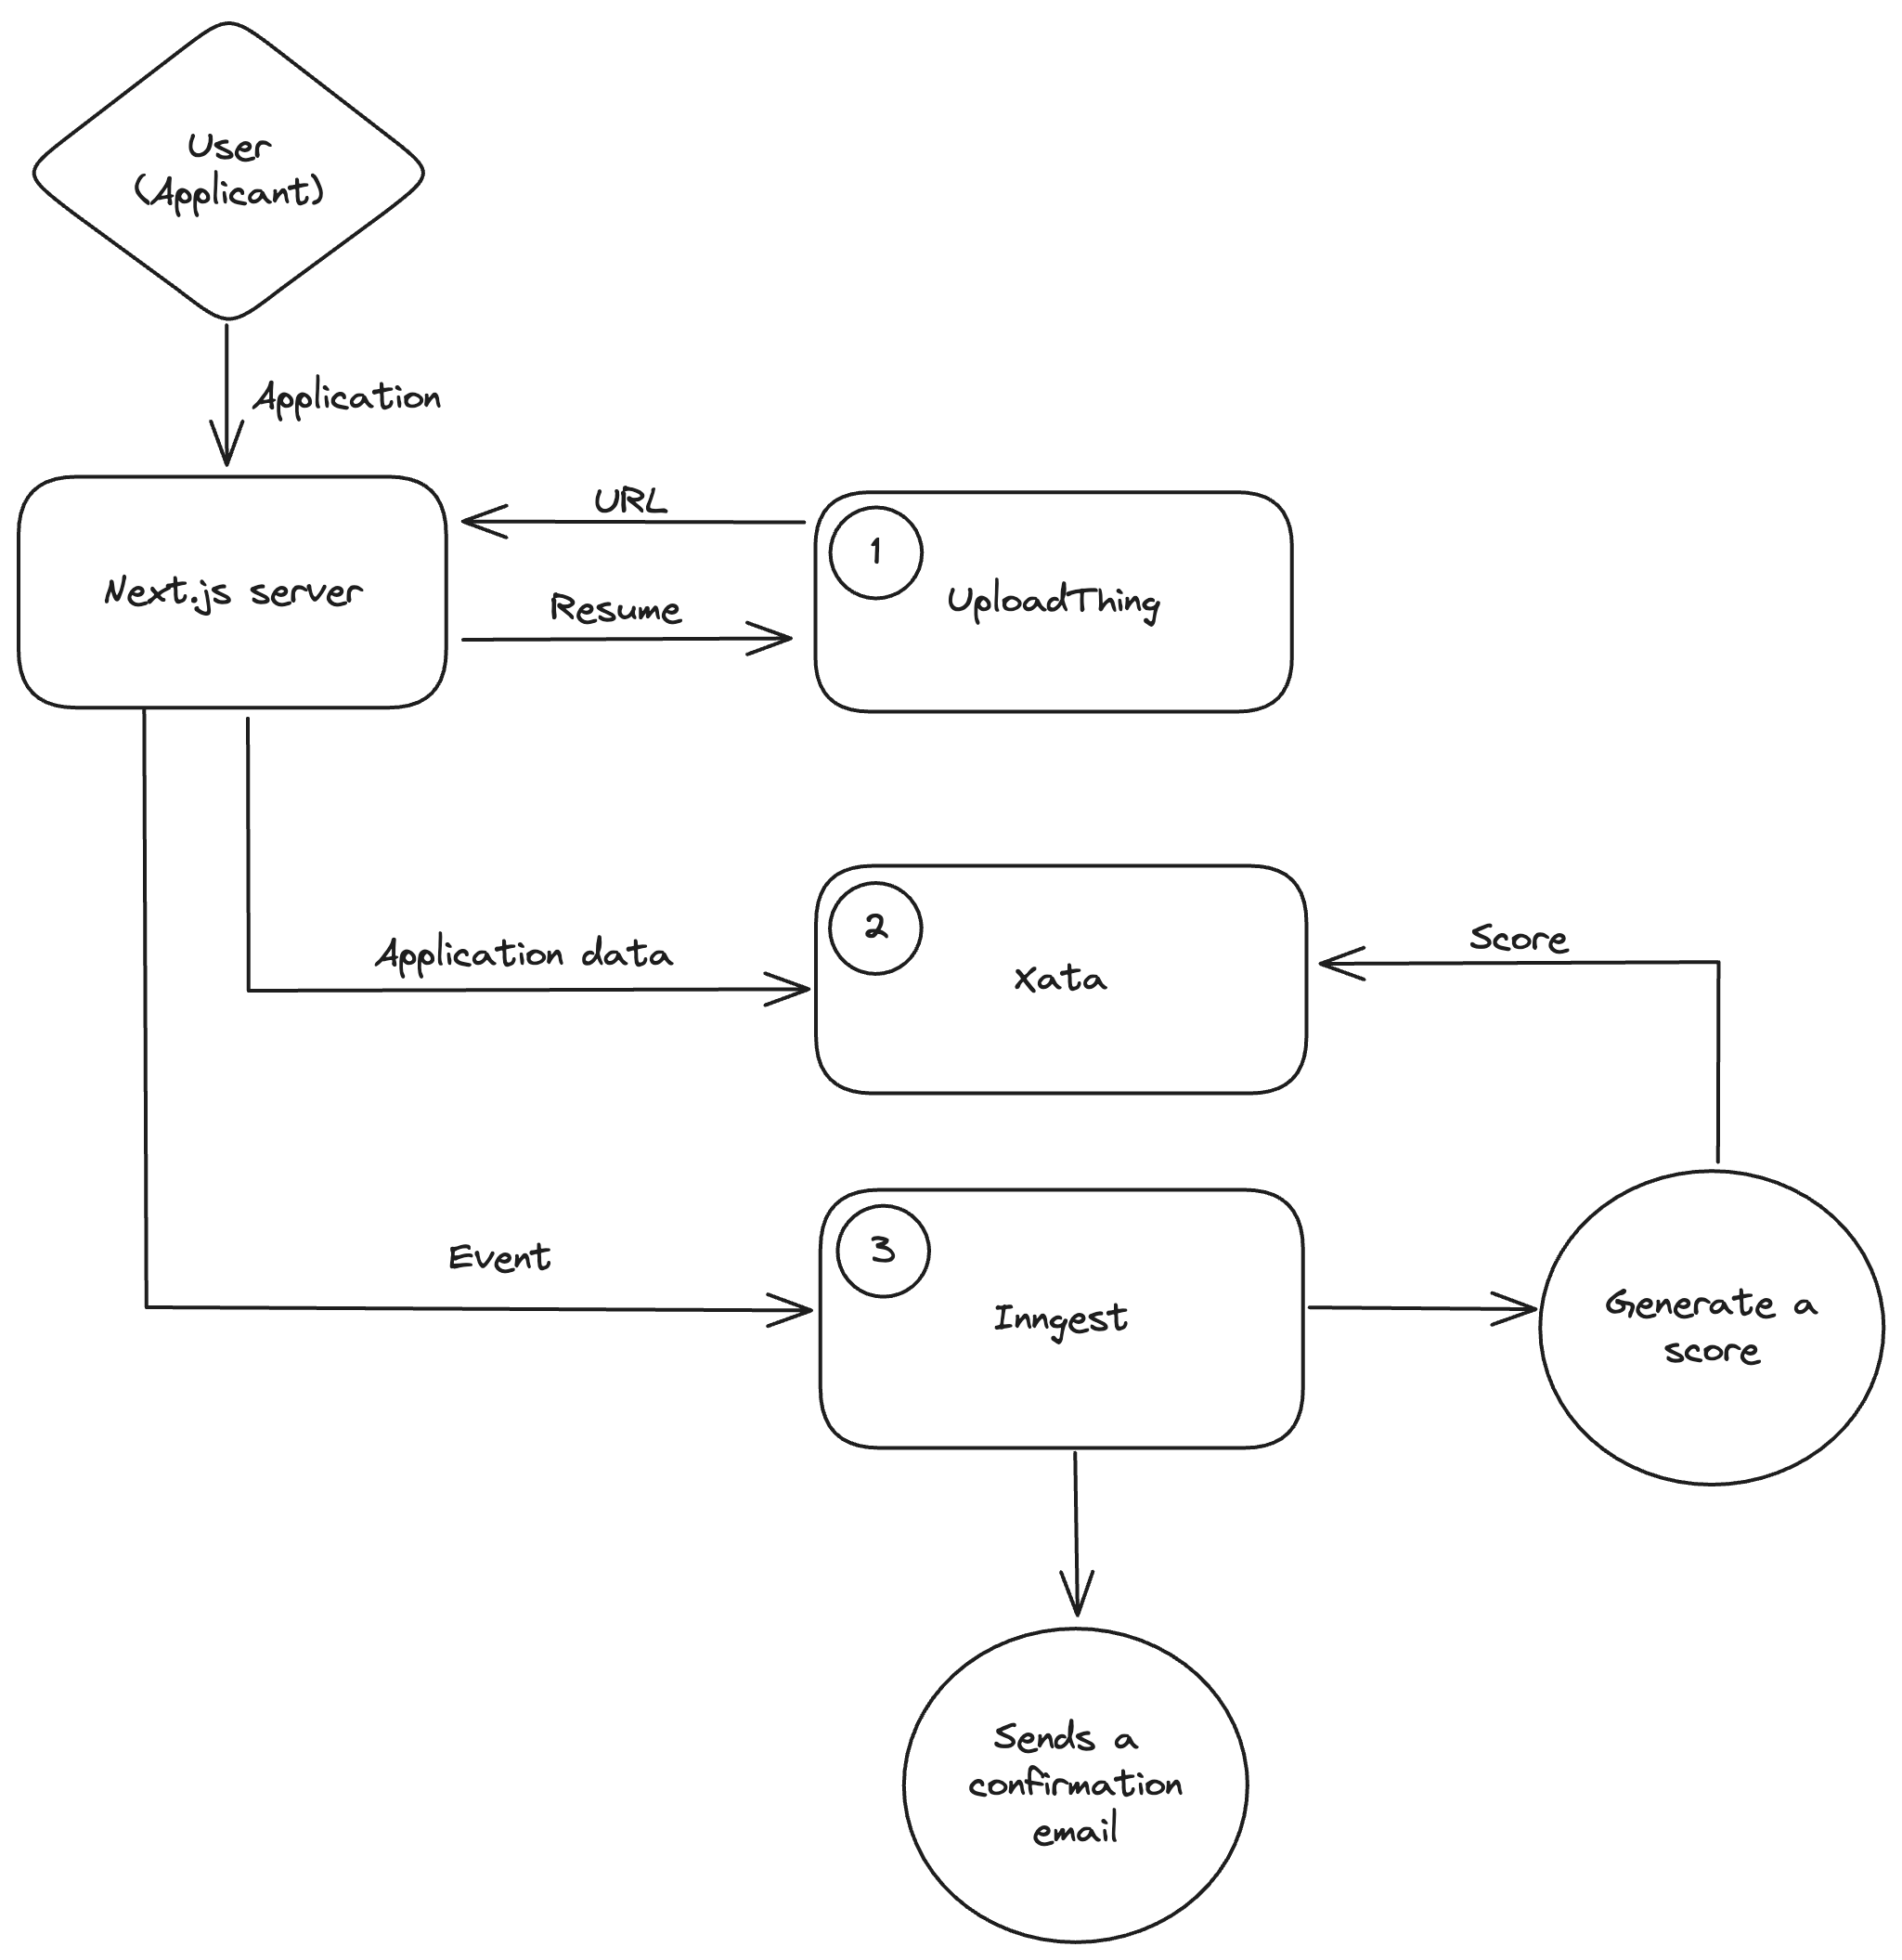 User
(Applicant)
Application
URL
1
Next.js server
UploadThing
Resume
2
Application data
Xata
Score
3
Event
Inngest
Generate a
score
Sends a
confirmation
email